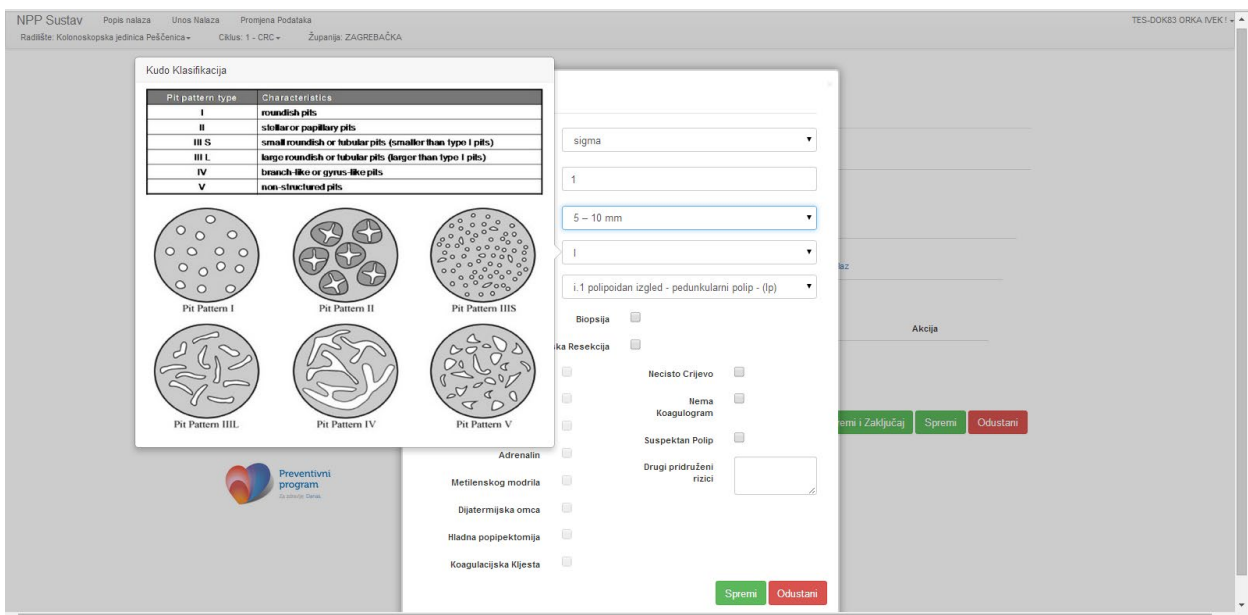 NPP Sustav Popis nalaza Unos Nalaza Promjena Podataka TES-DOK83 ORKA IVEK !
Radilište: Kolonoskopska jedinica Peščenica Ciklus: 1 - CRC Županija: ZAGREBAČKA
Kudo Klasifikacija
Pit pattern type Characteristics
I roundish pits
II stellar or papillary pits
III S small roundish or tubular pits (smaller than type I pits)
III L large roundish or tubular pits (larger than type I pits)
IV branch-like or gyrus-like pits
V non-structured pits
Pit Pattern I Pit Pattern II Pit Pattern IIIS
Pit Pattern IIIL Pit Pattern IV Pit Pattern V
sigma
1
5 – 10 mm
I
i.1 polipoidan izgled - pedunkularni polip - (Ip)
Biopsija
ka Resekcija
Necisto Crijevo
Nema
Koagulogram
Suspektan Polip
Adrenalin
Drugi pridruženi
rizici
Metilenskog modrila
Dijatermijska omca
Hladna popipektomija
Koagulacijska Kljesta
Spremi Odustani
laz
Akcija
emi i Zaključaj Spremi Odustani
Preventivni
program